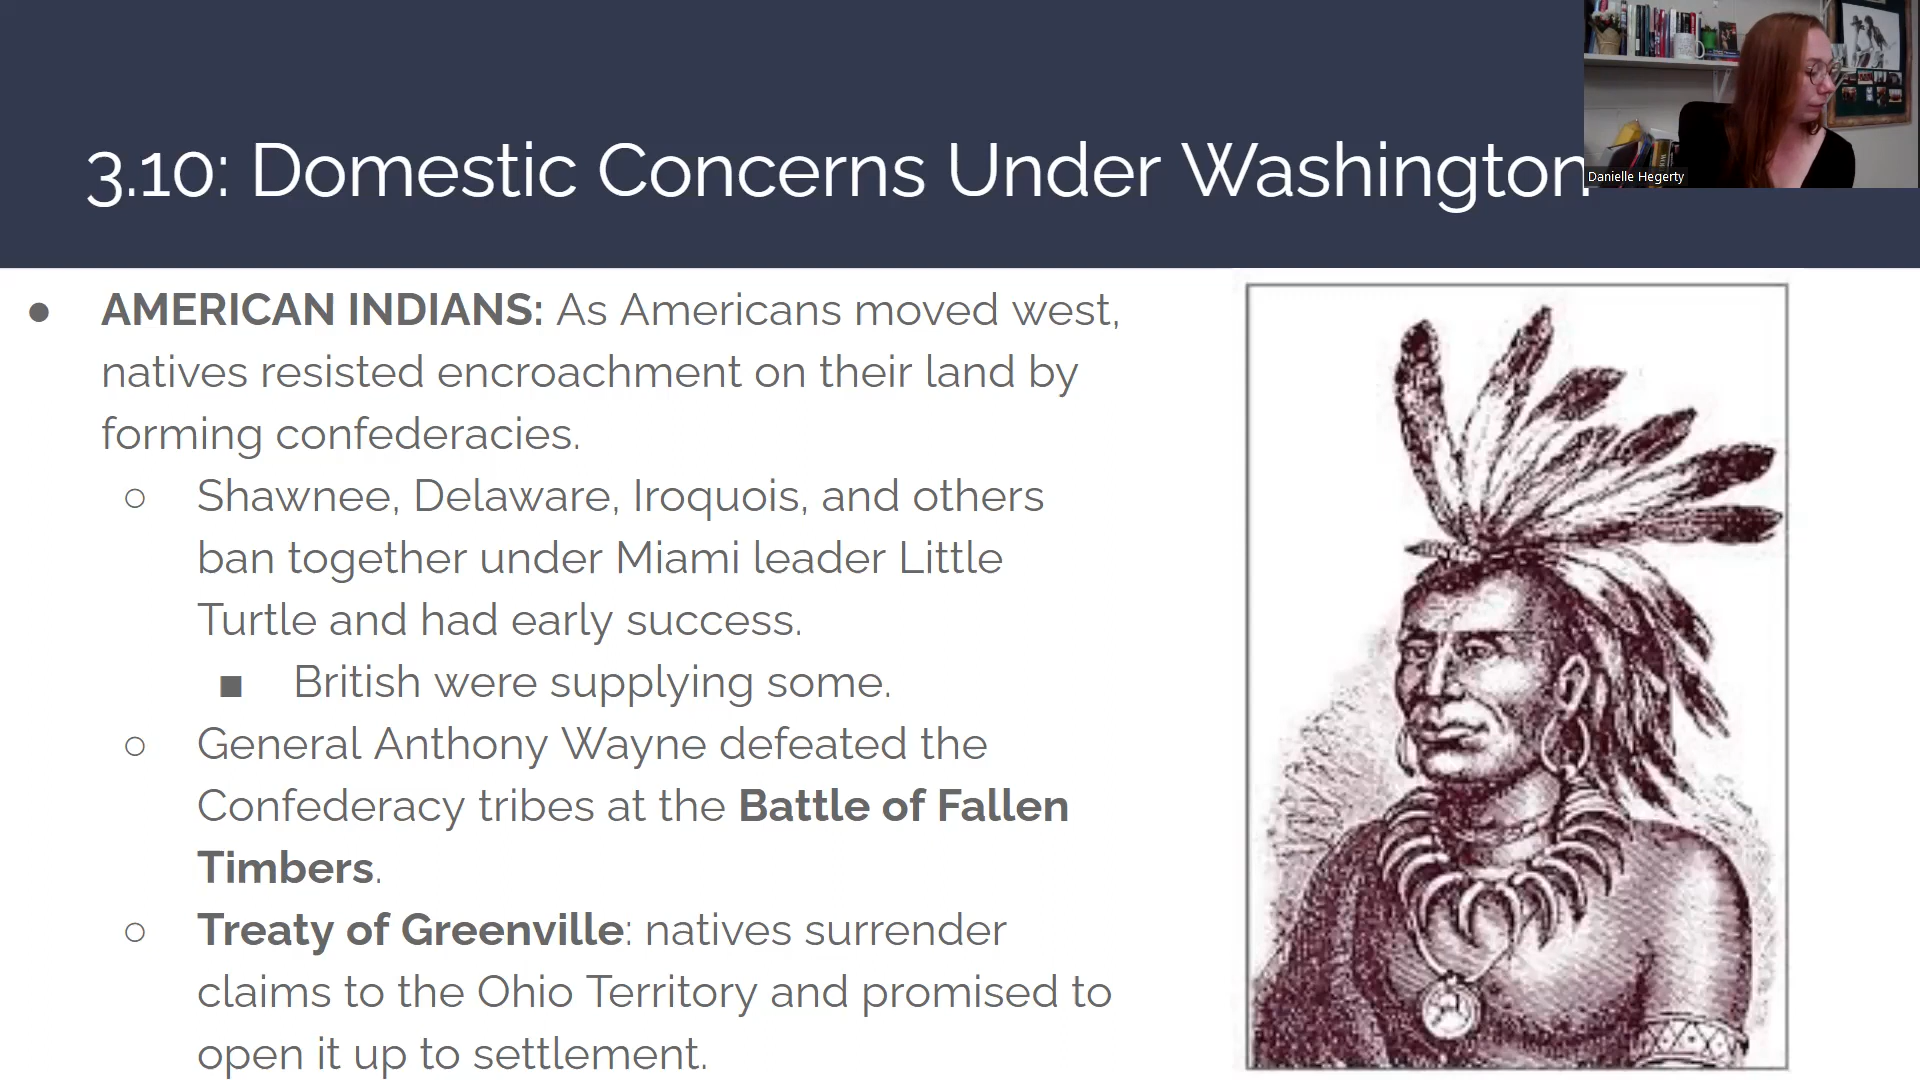 3.10: Domestic Concerns Under Washington
Danielle Hegerty
● AMERICAN INDIANS: As Americans moved west,
natives resisted encroachment on their land by
forming confederacies.
○ Shawnee, Delaware, Iroquois, and others
ban together under Miami leader Little
Turtle and had early success.
■ British were supplying some.
○ General Anthony Wayne defeated the
Confederacy tribes at the Battle of Fallen
Timbers.
○ Treaty of Greenville: natives surrender
claims to the Ohio Territory and promised to
open it up to settlement.